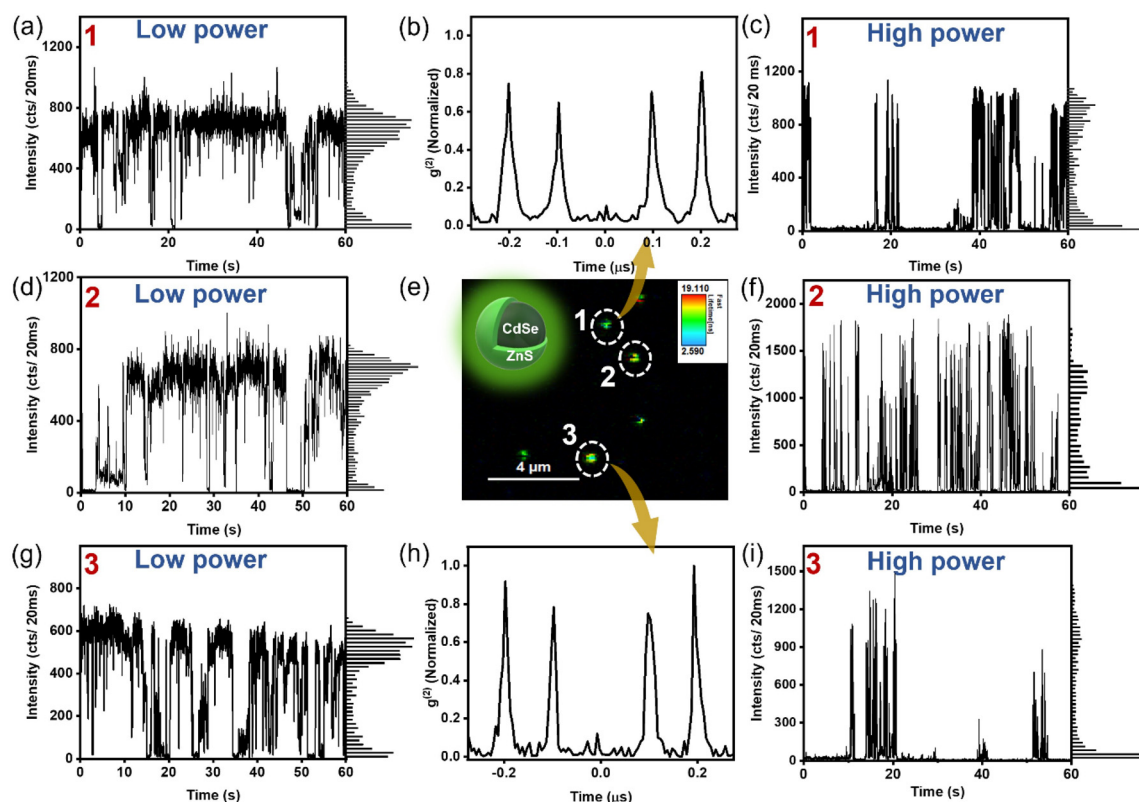 (a)
1
Low power
Intensity (cts/ 20ms)
1200
800
400
0
0 20 40 60
Time (s)
(b)
g(2) (Normalized)
1.0
0.8
0.6
0.4
0.2
0.0
-0.2 -0.1 0.0 0.1 0.2
Time (μs)
(c)
1
High power
Intensity (cts/ 20 ms)
1600
1200
800
400
0
0 20 40 60
Time (s)
(d)
2
Low power
Intensity (cts/ 20ms)
1200
800
400
0
0 10 20 30 40 50 60
Time (s)
(e)
CdSe
ZnS
1
2
3
4 μm
19.110
2.590
Fast Lifetime[ns]
(f)
2
High power
Intensity (cts/ 20ms)
2000
1500
1000
500
0
0 20 40 60
Time (s)
(g)
3
Low power
Intensity (cts/ 20ms)
800
600
400
200
0
0 10 20 30 40 50 60
Time (s)
(h)
g(2) (Normalized)
1.0
0.8
0.6
0.4
0.2
0.0
-0.2 0.0 0.2
Time (μs)
(i)
3
High power
Intensity (cts/ 20ms)
1500
1200
900
600
300
0
0 20 40 60
Time (s)